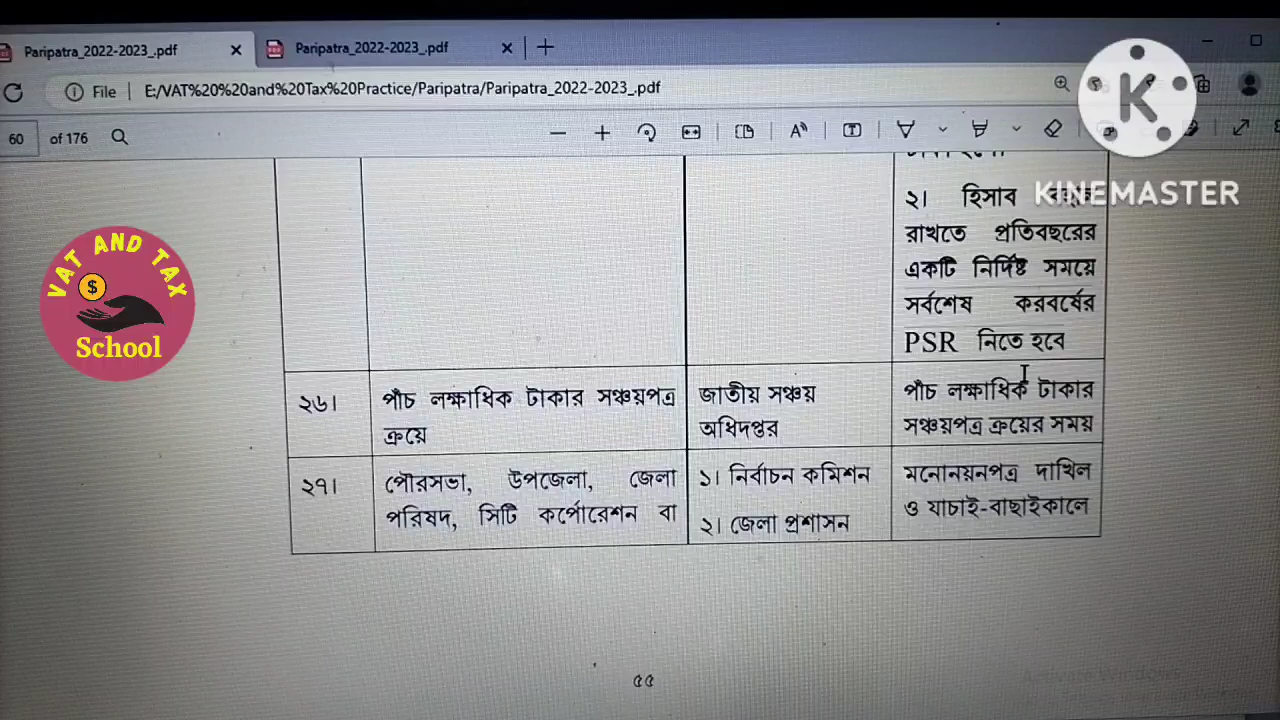 Paripatra_2022-2023_.pdf
Paripatra_2022-2023_.pdf
File
E:/VAT%20%20and%20Tax%20Practice/Paripatra/Paripatra_2022-2023_.pdf
60 of 176
KINEMASTER
VAT AND TAX
$
School
২। হিসাব
রাখতে প্রতিবছরের
একটি নির্দিষ্ট সময়ে
সর্বশেষ করবর্ষের
PSR নিতে হবে
২৬। পাঁচ লক্ষাধিক টাকার সঞ্চয়পত্র
ক্রয়ে
জাতীয় সঞ্চয়
অধিদপ্তর
পাঁচ লক্ষাধিক টাকার
সঞ্চয়পত্র ক্রয়ের সময়
২৭। পৌরসভা, উপজেলা, জেলা
পরিষদ, সিটি কর্পোরেশন বা
১। নির্বাচন কমিশন
২। জেলা প্রশাসন
মনোনয়নপত্র দাখিল
ও যাচাই-বাছাইকালে
৫৫
Activate Windows